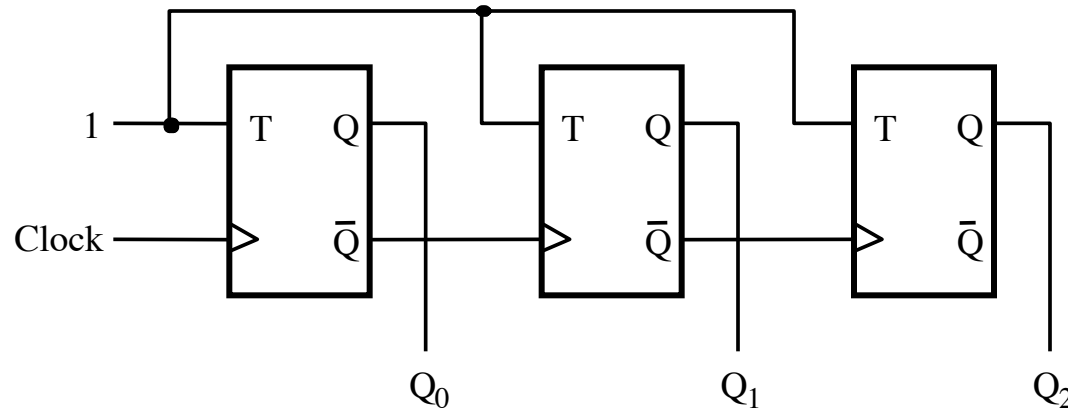 1 T Q T Q T Q
Clock Q̅ Q̅ Q̅
Q₀ Q₁ Q₂